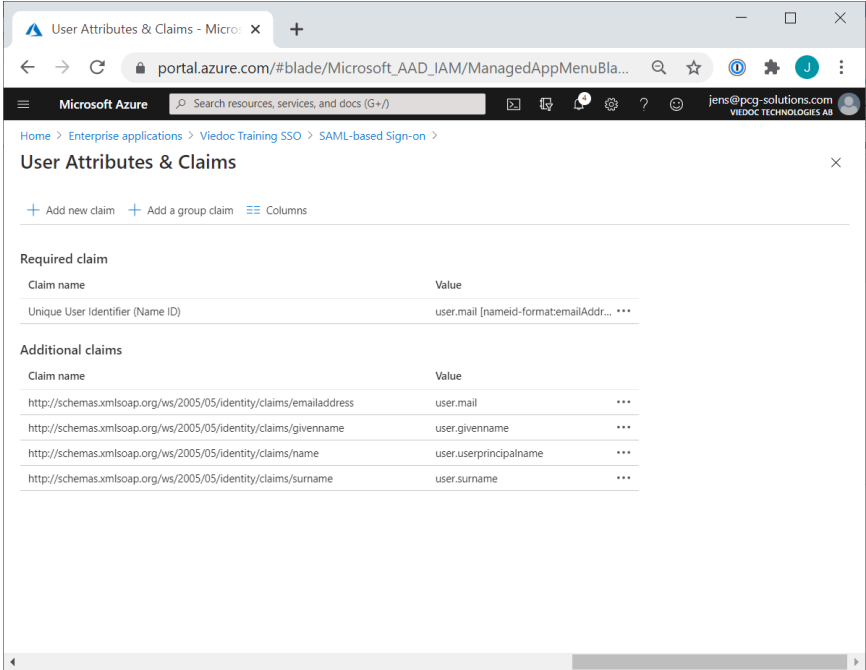 User Attributes & Claims - Micro
portal.azure.com/#blade/Microsoft_AAD_IAM/ManagedAppMenuBla...
J
Microsoft Azure
Search resources, services, and docs (G+/)
4
jens@pcg-solutions.com
VIEDOC TECHNOLOGIES AB
Home > Enterprise applications > Viedoc Training SSO > SAML-based Sign-on >
User Attributes & Claims
Add new claim Add a group claim Columns
Required claim
Claim name Value
Unique User Identifier (Name ID) user.mail [nameid-format:emailAddr...
Additional claims
Claim name Value
http://schemas.xmlsoap.org/ws/2005/05/identity/claims/emailaddress user.mail
http://schemas.xmlsoap.org/ws/2005/05/identity/claims/givenname user.givenname
http://schemas.xmlsoap.org/ws/2005/05/identity/claims/name user.userprincipalname
http://schemas.xmlsoap.org/ws/2005/05/identity/claims/surname user.surname